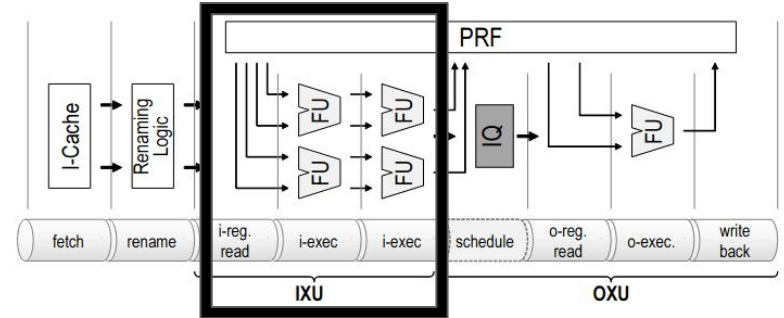 PRF
I-Cache
Renaming
Logic
FU
FU
FU
FU
IQ
FU
fetch
rename
i-reg.
read
i-exec
i-exec
schedule
o-reg.
read
o-exec.
write
back
IXU
OXU